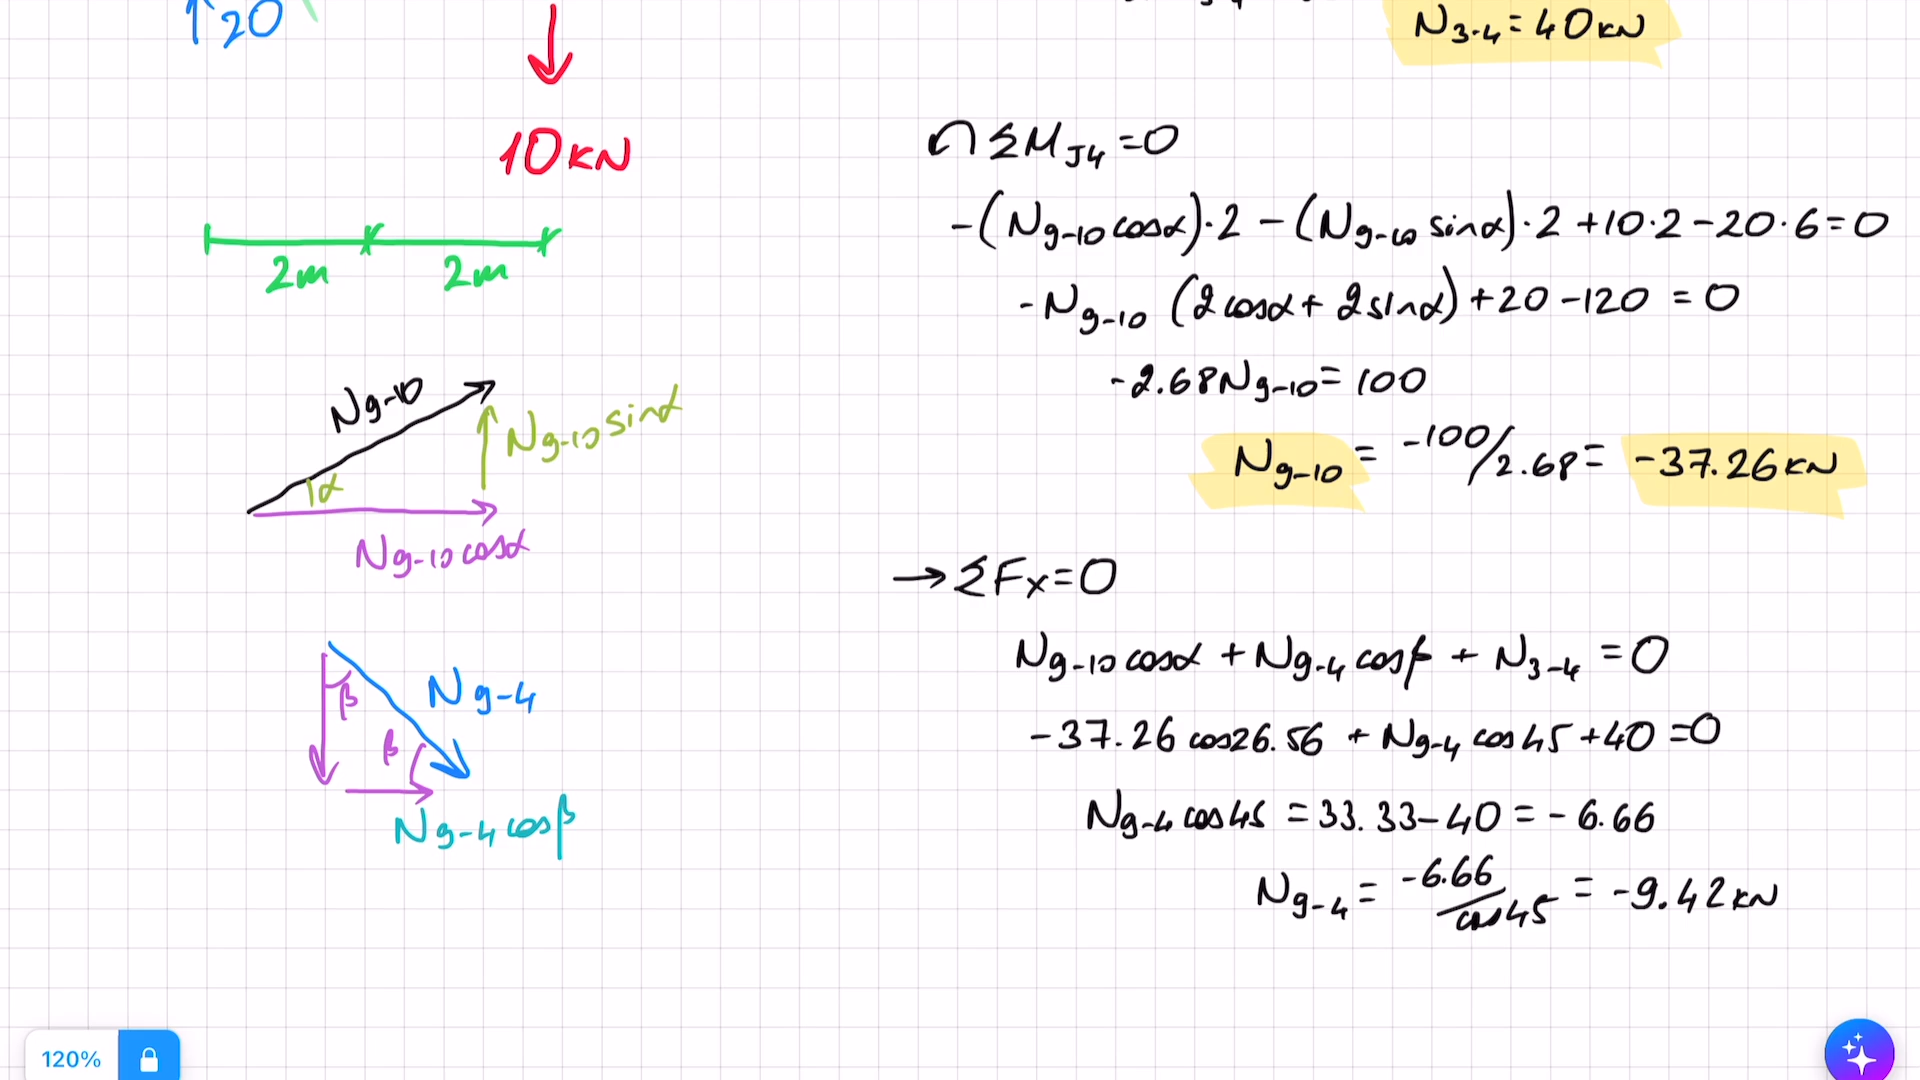 ↑20
10KN
2m 2m
Ng-10
Ng-10 sinα
α
Ng-10 cosα
β
Ng-4
β
Ng-4 cosβ
N3-4 = 40KN
ΣMJ4 = 0
-(Ng-10 cosα)·2 - (Ng-10 sinα)·2 + 10·2 - 20·6 = 0
-Ng-10 (2cosα + 2sinα) + 20 - 120 = 0
-2.68Ng-10 = 100
Ng-10 = -100/2.68 = -37.26KN
→ ΣFx = 0
Ng-10 cosα + Ng-4 cosβ + N3-4 = 0
-37.26 cos26.56 + Ng-4 cos45 + 40 = 0
Ng-4 cos45 = 33.33 - 40 = -6.66
Ng-4 = -6.66/cos45 = -9.42KN
120%